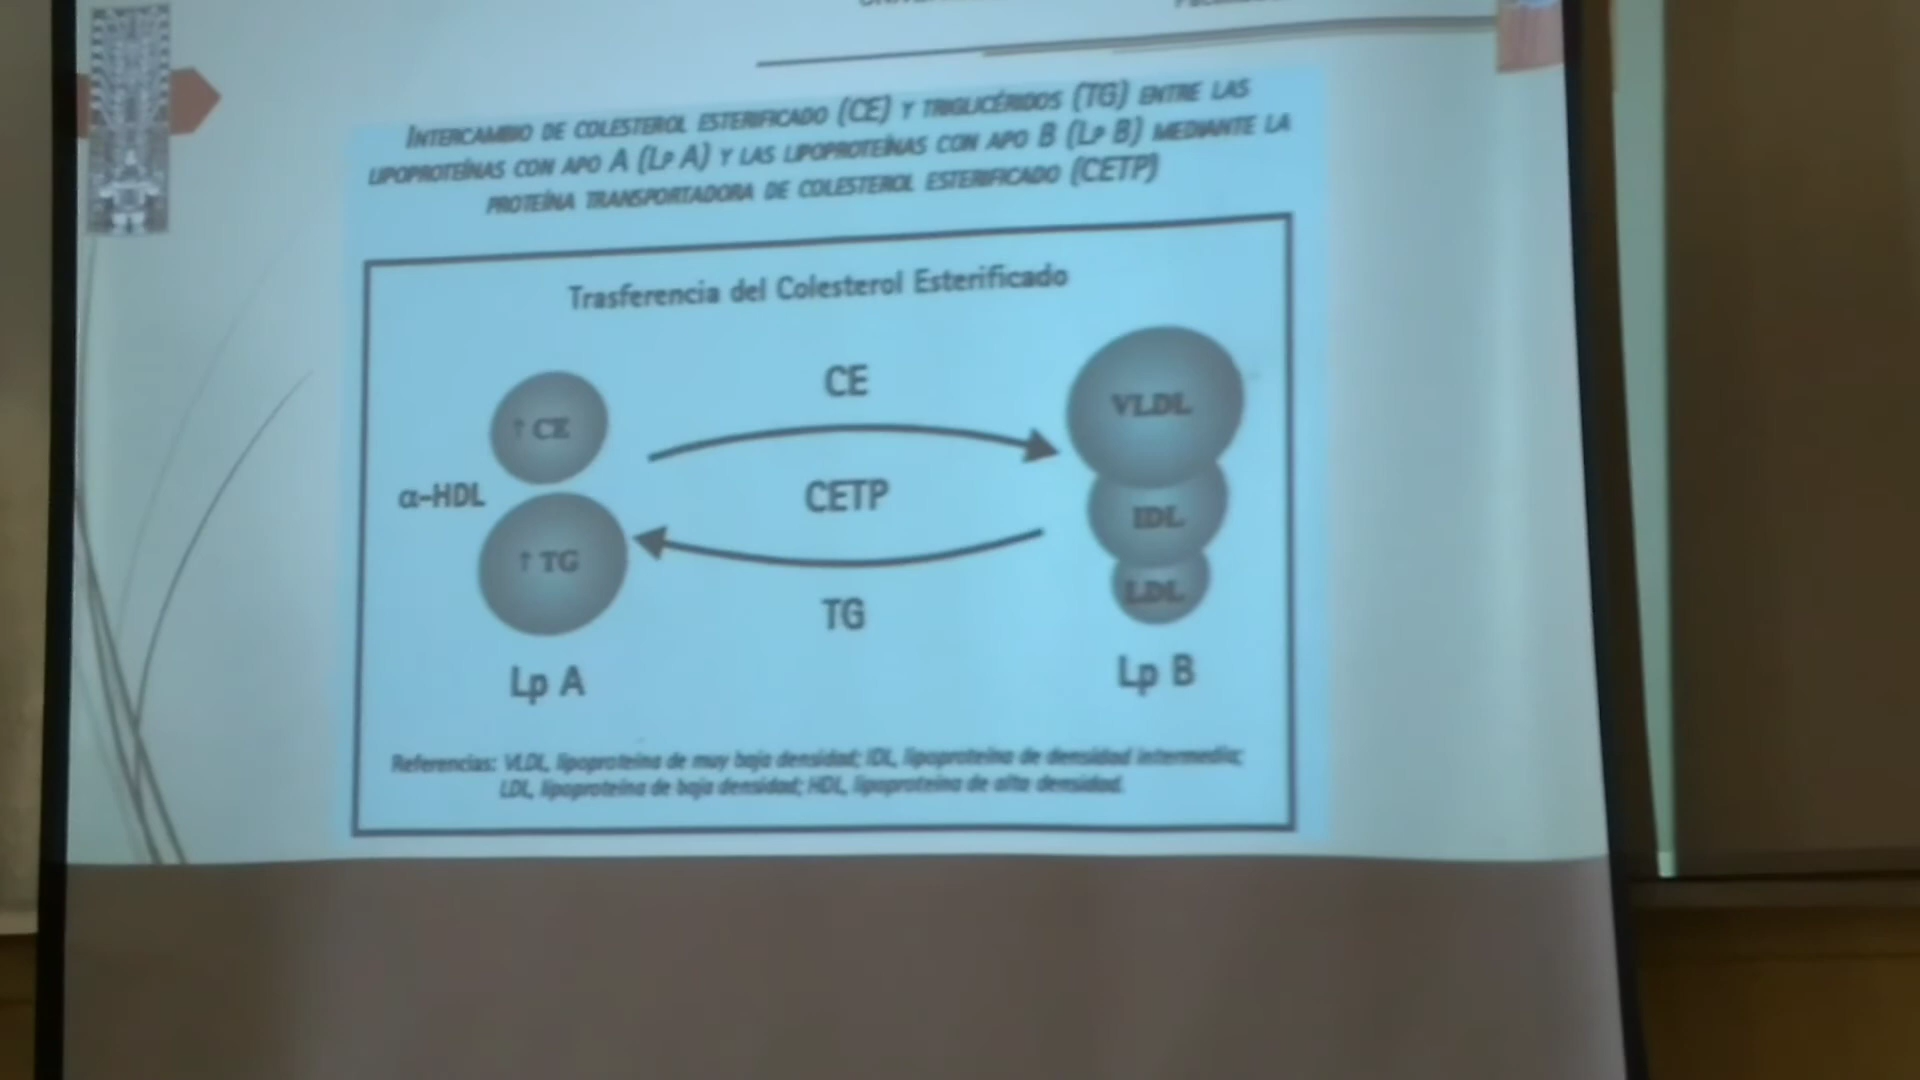 INTERCAMBIO DE COLESTEROL ESTERIFICADO (CE) Y TRIGLICÉRIDOS (TG) ENTRE LAS
LIPOPROTEÍNAS CON APO A (LP A) Y LAS LIPOPROTEÍNAS CON APO B (LP B) MEDIANTE LA
PROTEÍNA TRANSPORTADORA DE COLESTEROL ESTERIFICADO (CETP)
Trasferencia del Colesterol Esterificado
CE
VLDL
↑ CE
α-HDL
CETP
IDL
↑ TG
LDL
TG
Lp A
Lp B
Referencias: VLDL, lipoproteína de muy baja densidad; IDL, lipoproteína de densidad intermedia;
LDL, lipoproteína de baja densidad; HDL, lipoproteína de alta densidad.